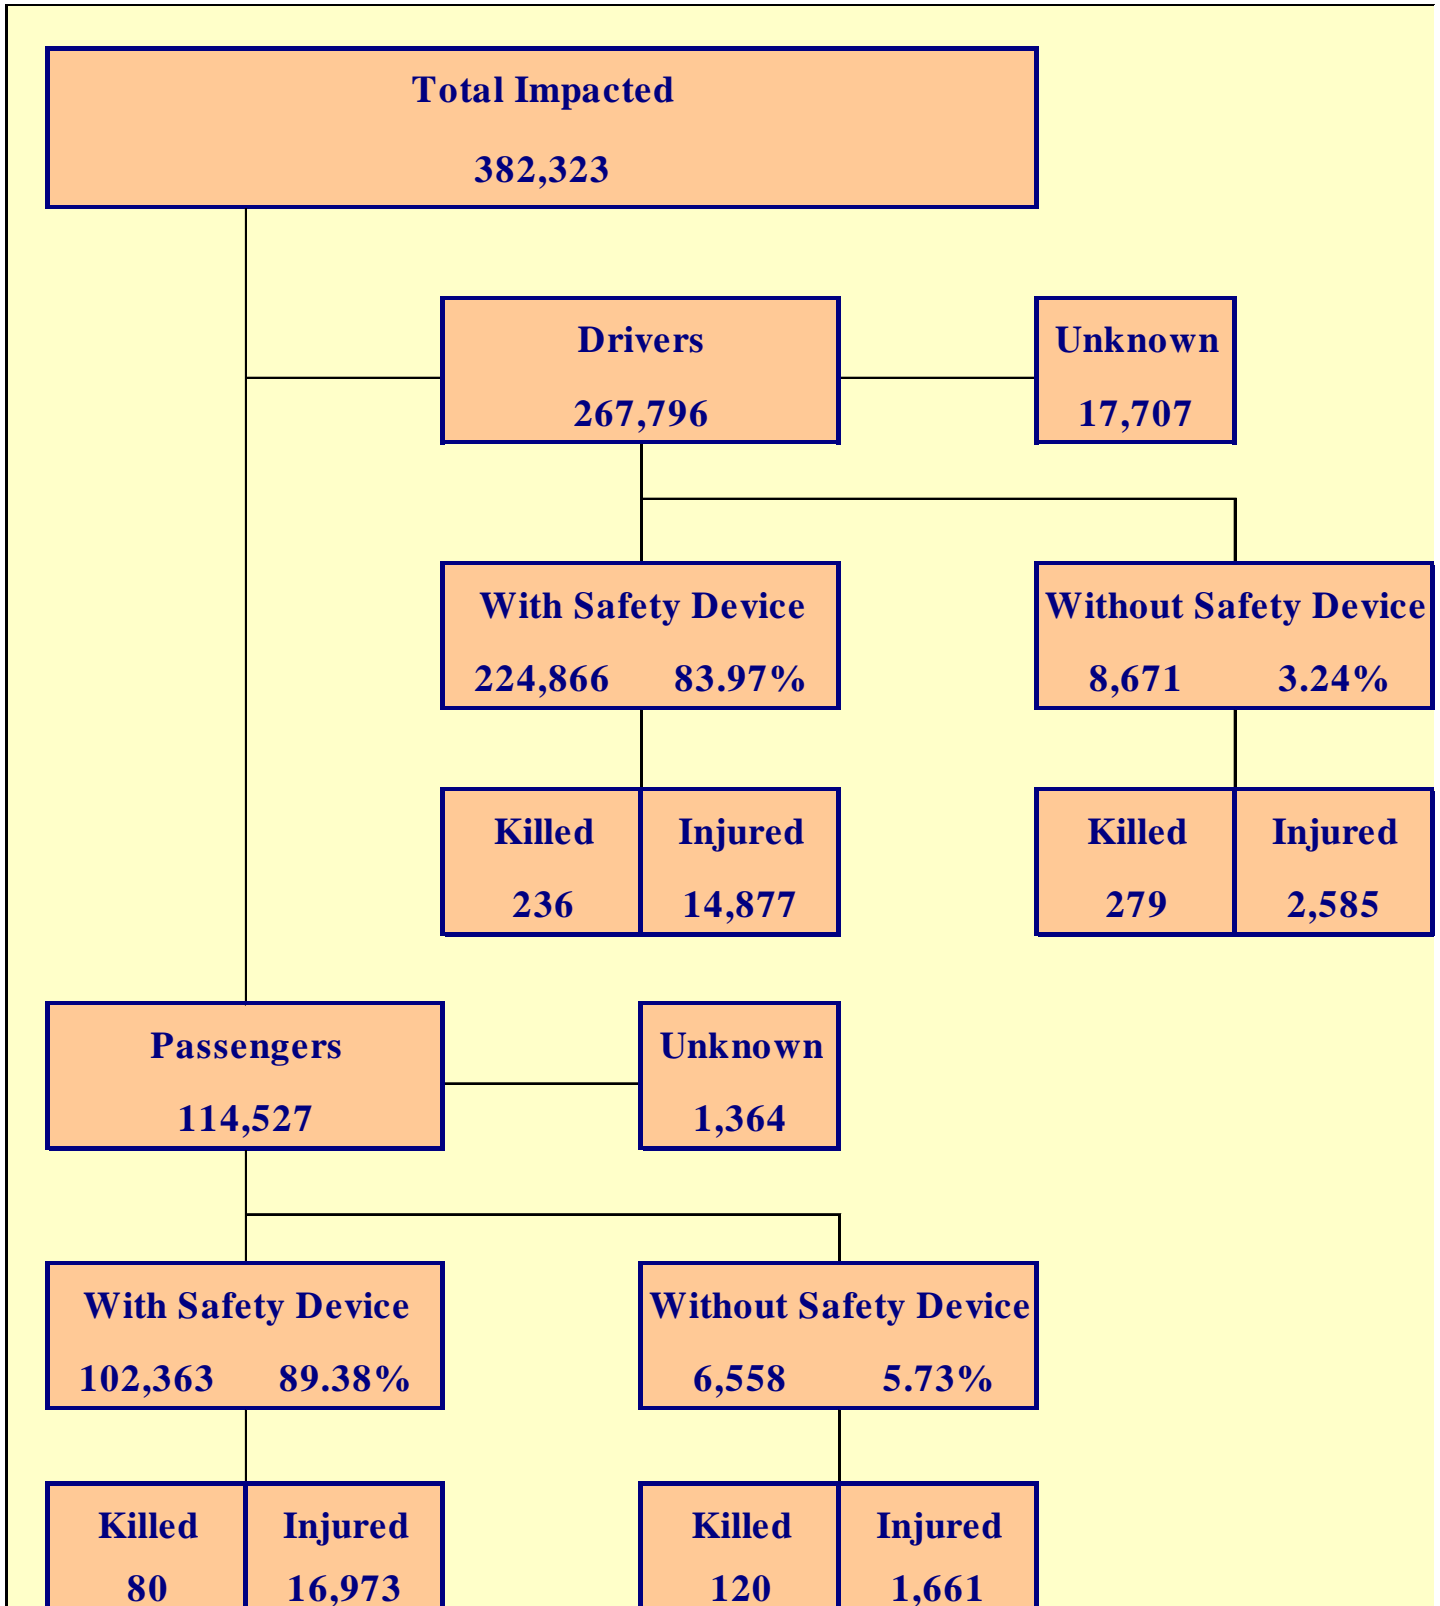 Total Impacted
382,323
Drivers
267,796
Unknown
17,707
With Safety Device
224,866 83.97%
Without Safety Device
8,671 3.24%
Killed
236
Injured
14,877
Killed
279
Injured
2,585
Passengers
114,527
Unknown
1,364
With Safety Device
102,363 89.38%
Without Safety Device
6,558 5.73%
Killed
80
Injured
16,973
Killed
120
Injured
1,661